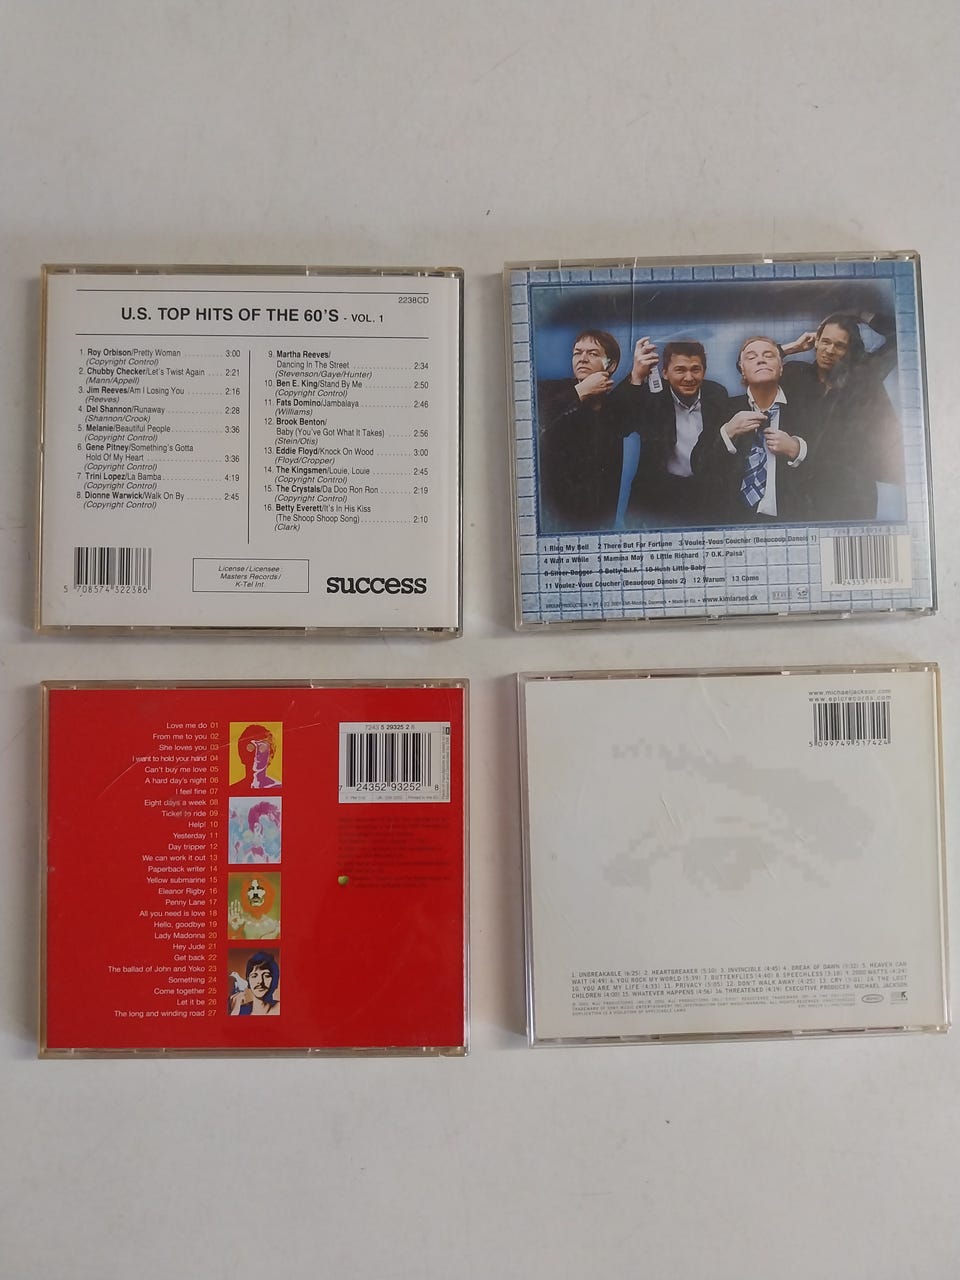 2238CD
U.S. TOP HITS OF THE 60'S - VOL. 1
1. Roy Orbison/Pretty Woman . . . . . . . . . . 3:00
(Copyright Control)
2. Chubby Checker/Let's Twist Again . . . . 2:21
(Mann/Appell)
3. Jim Reeves/Am I Losing You . . . . . . . . 2:16
(Reeves)
4. Del Shannon/Runaway . . . . . . . . . . . . . 2:28
(Shannon/Crook)
5. Melanie/Beautiful People . . . . . . . . . . . 3:36
(Copyright Control)
6. Gene Pitney/Something's Gotta
Hold Of My Heart . . . . . . . . . . . . . . . . . 3:36
(Copyright Control)
7. Trini Lopez/La Bamba . . . . . . . . . . . . . 4:19
(Copyright Control)
8. Dionne Warwick/Walk On By . . . . . . . . 2:45
(Copyright Control)
9. Martha Reeves/
Dancing In The Street . . . . . . . . . . . . . . 2:34
(Stevenson/Gaye/Hunter)
10. Ben E. King/Stand By Me . . . . . . . . . . 2:50
(Copyright Control)
11. Fats Domino/Jambalaya . . . . . . . . . . . 2:46
(Williams)
12. Brook Benton/
Baby (You've Got What It Takes) . . . . . 2:56
(Stein/Otis)
13. Eddie Floyd/Knock On Wood . . . . . . . 3:00
(Floyd/Cropper)
14. The Kingsmen/Louie, Louie . . . . . . . . 2:45
(Copyright Control)
15. The Crystals/Da Doo Ron Ron . . . . . . 2:19
(Copyright Control)
16. Betty Everett/It's In His Kiss
(The Shoop Shoop Song) . . . . . . . . . . . 2:10
(Clark)
5 708574 322386
License/Licensee:
Masters Records/
K-Tel Int
success
1 Ring My Bell 2 There But For Fortune 3 Voulez-Vous Coucher (Beaucoup Danois 1)
4 Wait a While 5 Mamma May 6 Little Richard 7 O.K. Paisa'
8 Silver Dagger 9 Betty B.I.F. 10 Hush Little Baby
11 Voulez-Vous Coucher (Beaucoup Danois 2) 12 Warum 13 Como
www.kimlarsen.dk
Love me do 01
From me to you 02
She loves you 03
I want to hold your hand 04
Can't buy me love 05
A hard day's night 06
I feel fine 07
Eight days a week 08
Ticket to ride 09
Help! 10
Yesterday 11
Day tripper 12
We can work it out 13
Paperback writer 14
Yellow submarine 15
Eleanor Rigby 16
Penny Lane 17
All you need is love 18
Hello, goodbye 19
Lady Madonna 20
Hey Jude 21
Get back 22
The ballad of John and Yoko 23
Something 24
Come together 25
Let it be 26
The long and winding road 27
7243 5 29325 2 8
7 24352 93252 8
www.michaeljackson.com
www.epicrecords.com
5 099749 517424
1. UNBREAKABLE (6:25) 2. HEARTBREAKER (5:10) 3. INVINCIBLE (4:45) 4. BREAK OF DAWN (5:32) 5. HEAVEN CAN
WAIT (4:49) 6. YOU ROCK MY WORLD (5:39) 7. BUTTERFLIES (4:40) 8. SPEECHLESS (3:18) 9. 2000 WATTS (4:24)
10. YOU ARE MY LIFE (4:33) 11. PRIVACY (5:05) 12. DON'T WALK AWAY (4:25) 13. CRY (5:01) 14. THE LOST
CHILDREN (4:00) 15. WHATEVER HAPPENS (4:56) 16. THREATENED (4:19) EXECUTIVE PRODUCER: MICHAEL JACKSON
epic